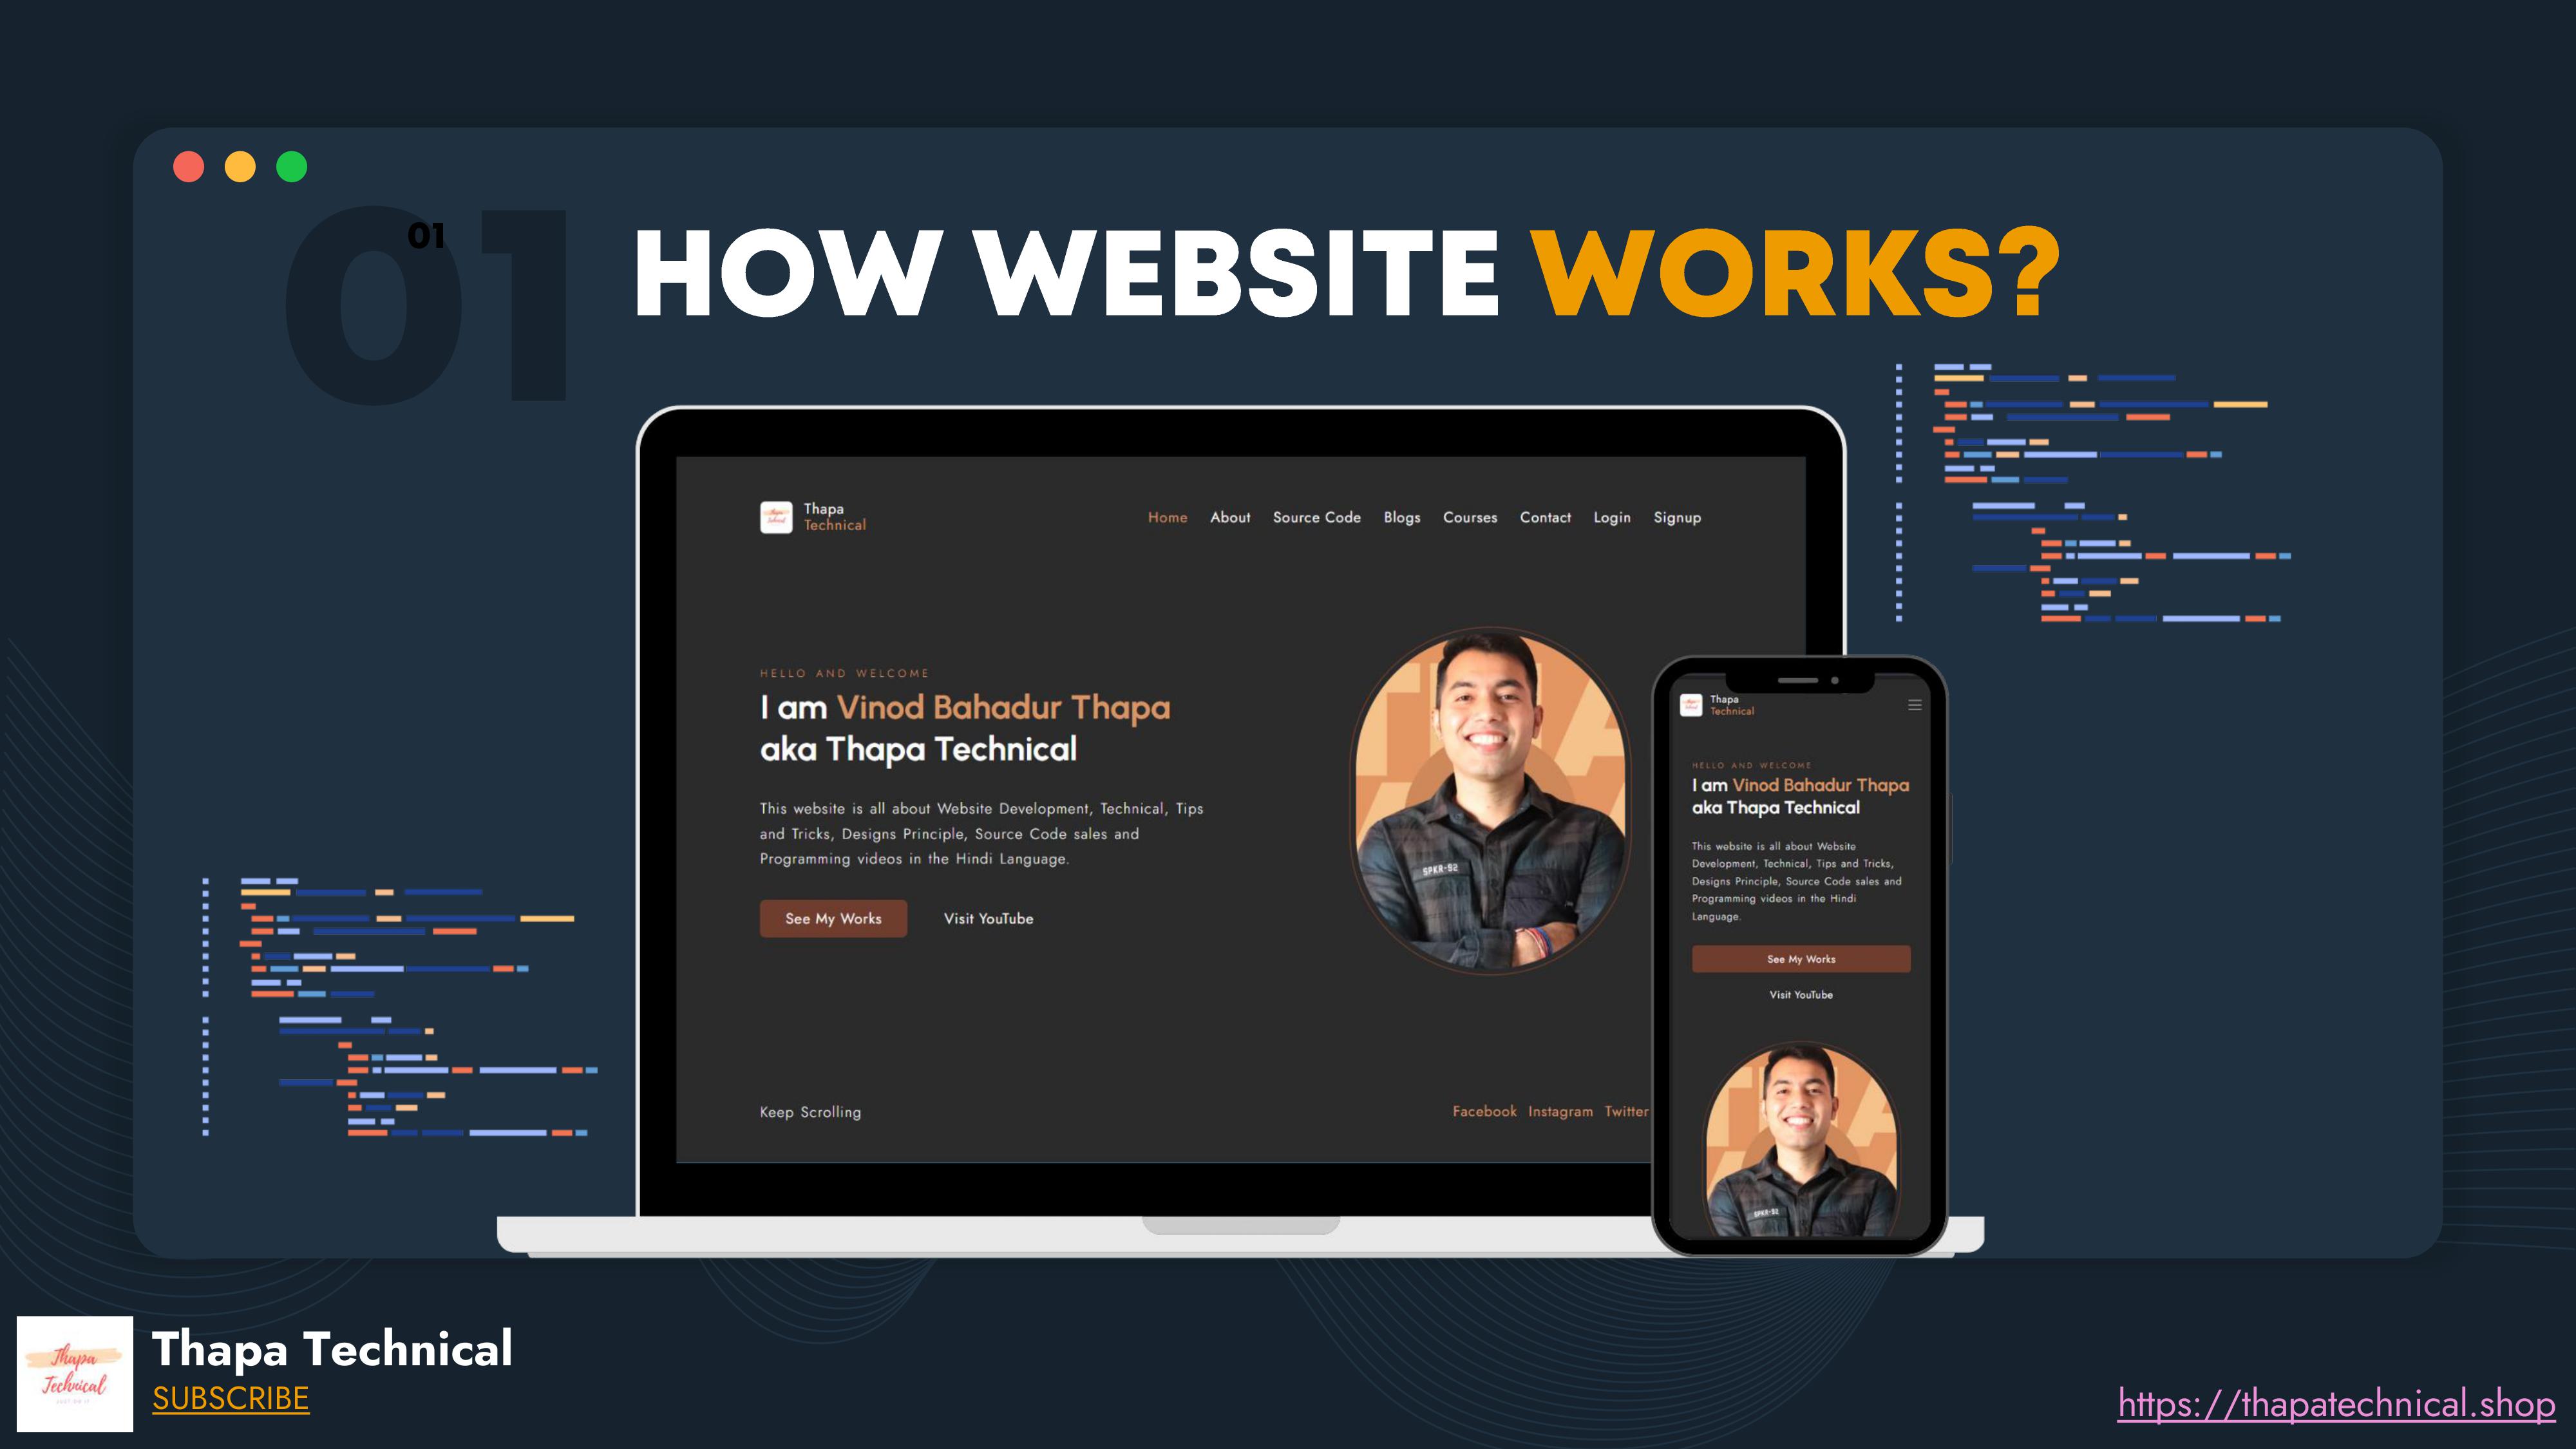 01
01
HOW WEBSITE WORKS?
Thapa
Technical
Home About Source Code Blogs Courses Contact Login Signup
HELLO AND WELCOME
I am Vinod Bahadur Thapa
aka Thapa Technical
This website is all about Website Development, Technical, Tips
and Tricks, Designs Principle, Source Code sales and
Programming videos in the Hindi Language.
See My Works Visit YouTube
SPKR-52
Keep Scrolling
Facebook Instagram Twitter
Thapa
Technical
HELLO AND WELCOME
I am Vinod Bahadur Thapa
aka Thapa Technical
This website is all about Website
Development, Technical, Tips and Tricks,
Designs Principle, Source Code sales and
Programming videos in the Hindi
Language.
See My Works
Visit YouTube
SPKR-52
Thapa
Technical
Thapa Technical
SUBSCRIBE
https://thapatechnical.shop